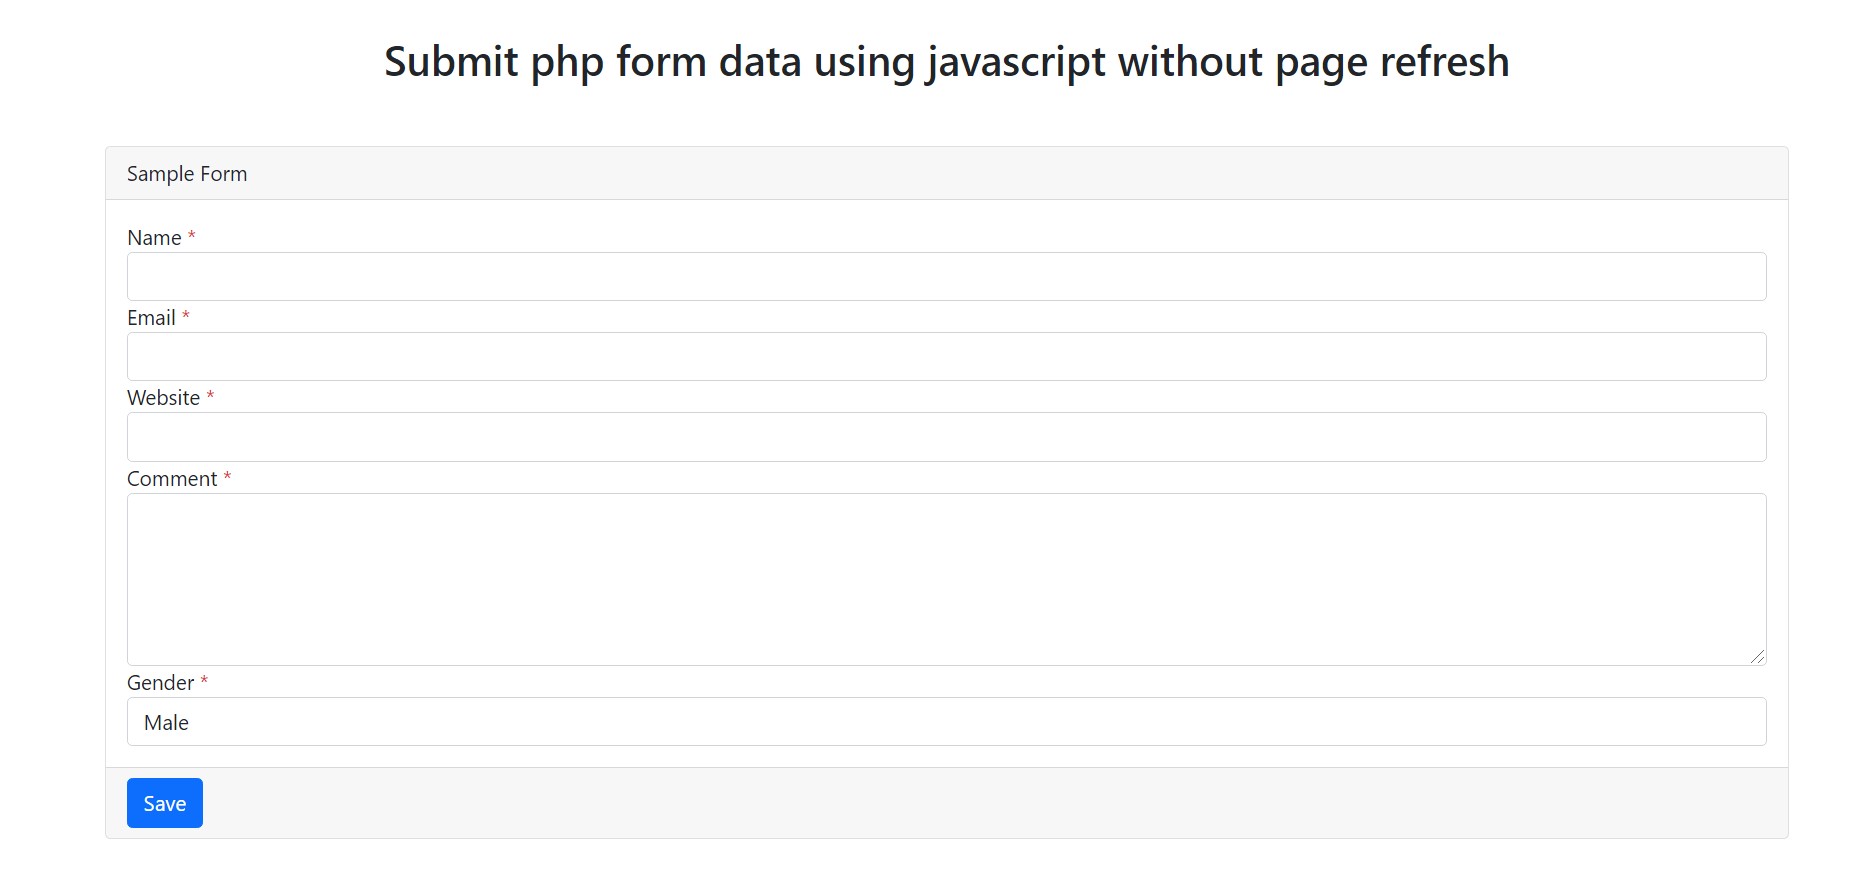 Submit php form data using javascript without page refresh
Sample Form
Name *
Email *
Website *
Comment *
Gender *
Male
Save